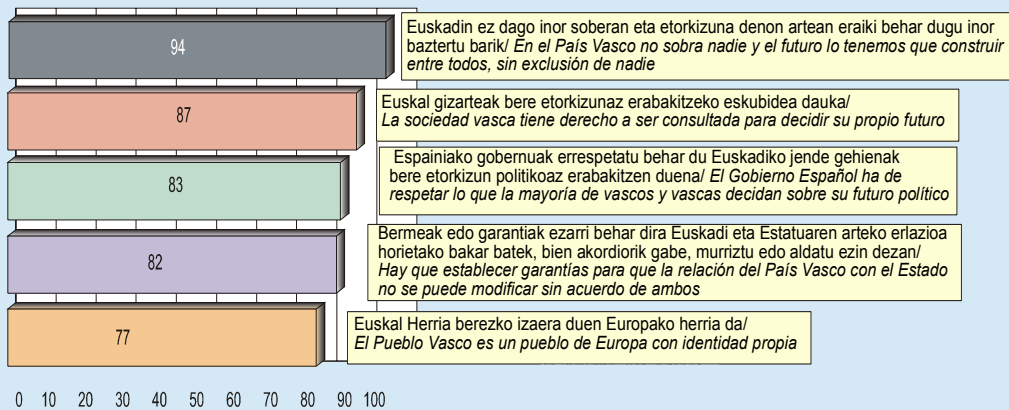 94
Euskadin ez dago inor soberan eta etorkizuna denon artean eraiki behar dugu inor
baztertu barik/ En el País Vasco no sobra nadie y el futuro lo tenemos que construir
entre todos, sin exclusión de nadie
87
Euskal gizarteak bere etorkizunaz erabakitzeko eskubidea dauka/
La sociedad vasca tiene derecho a ser consultada para decidir su propio futuro
83
Espainiako gobernuak errespetatu behar du Euskadiko jende gehienak
bere etorkizun politikoaz erabakitzen duena/ El Gobierno Español ha de
respetar lo que la mayoría de vascos y vascas decidan sobre su futuro político
82
Bermeak edo garantiak ezarri behar dira Euskadi eta Estatuaren arteko erlazioa
horietako bakar batek, bien akordiorik gabe, murriztu edo aldatu ezin dezan/
Hay que establecer garantías para que la relación del País Vasco con el Estado
no se puede modificar sin acuerdo de ambos
77
Euskal Herria berezko izaera duen Europako herria da/
El Pueblo Vasco es un pueblo de Europa con identidad propia
0 10 20 30 40 50 60 70 80 90 100